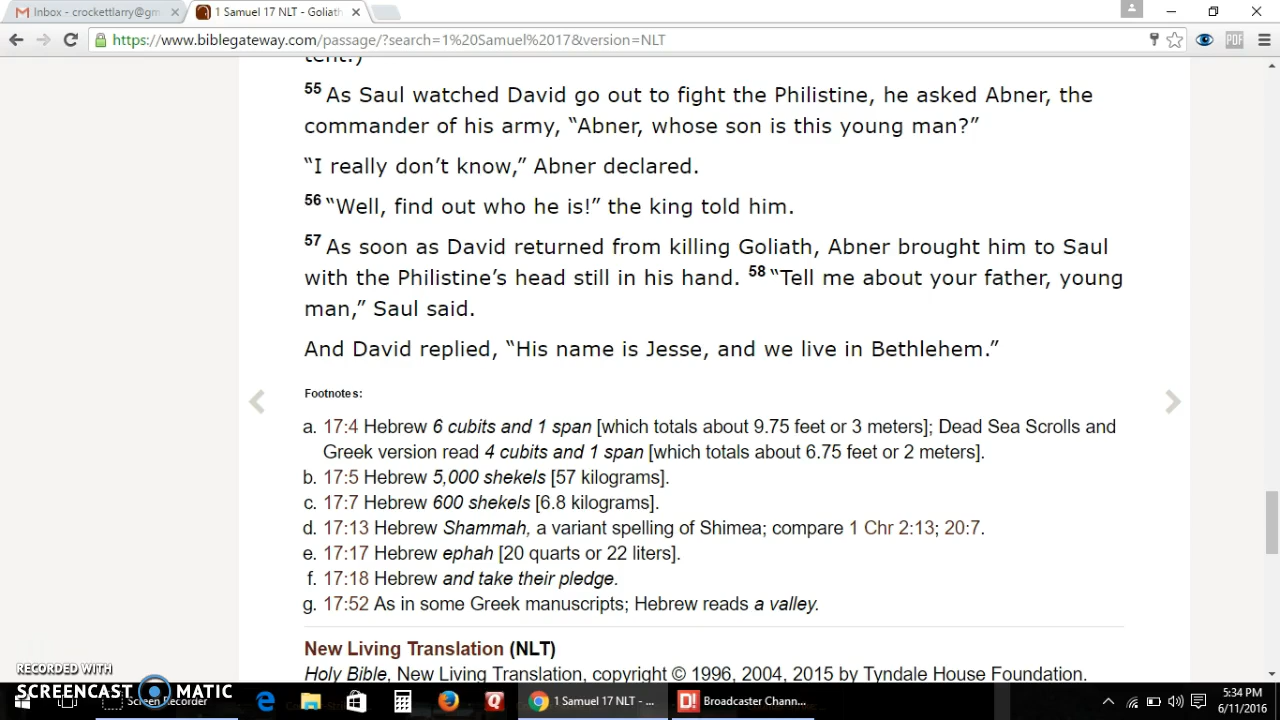 Inbox - crockettlarry@gm
1 Samuel 17 NLT - Goliath
https://www.biblegateway.com/passage/?search=1%20Samuel%2017&version=NLT
PDF
tent.)
55 As Saul watched David go out to fight the Philistine, he asked Abner, the
commander of his army, “Abner, whose son is this young man?”
“I really don’t know,” Abner declared.
56 “Well, find out who he is!” the king told him.
57 As soon as David returned from killing Goliath, Abner brought him to Saul
with the Philistine’s head still in his hand. 58 “Tell me about your father, young
man,” Saul said.
And David replied, “His name is Jesse, and we live in Bethlehem.”
Footnotes:
a. 17:4 Hebrew 6 cubits and 1 span [which totals about 9.75 feet or 3 meters]; Dead Sea Scrolls and
Greek version read 4 cubits and 1 span [which totals about 6.75 feet or 2 meters].
b. 17:5 Hebrew 5,000 shekels [57 kilograms].
c. 17:7 Hebrew 600 shekels [6.8 kilograms].
d. 17:13 Hebrew Shammah, a variant spelling of Shimea; compare 1 Chr 2:13; 20:7.
e. 17:17 Hebrew ephah [20 quarts or 22 liters].
f. 17:18 Hebrew and take their pledge.
g. 17:52 As in some Greek manuscripts; Hebrew reads a valley.
New Living Translation (NLT)
Holy Bible, New Living Translation, copyright © 1996, 2004, 2015 by Tyndale House Foundation.
RECORDED WITH
SCREENCAST MATIC
Screen Recorder
1 Samuel 17 NLT - ...
D! Broadcaster Chann...
5:34 PM
6/11/2016